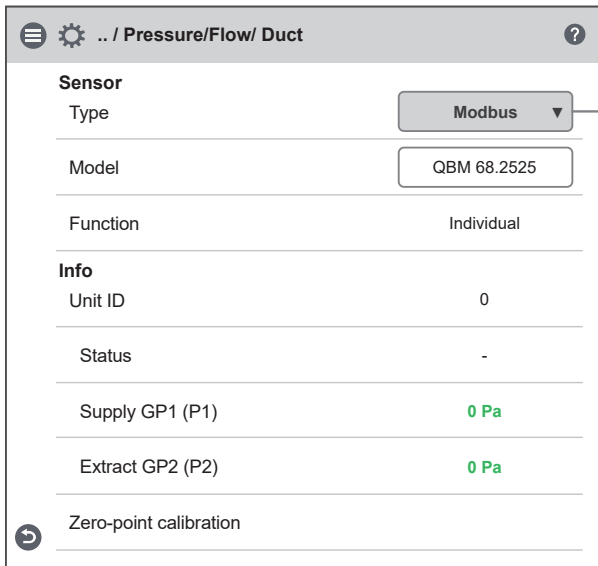 .. / Pressure/Flow/ Duct ?
Sensor
Type Modbus ▼
Model QBM 68.2525
Function Individual
Info
Unit ID 0
Status -
Supply GP1 (P1) 0 Pa
Extract GP2 (P2) 0 Pa
Zero-point calibration